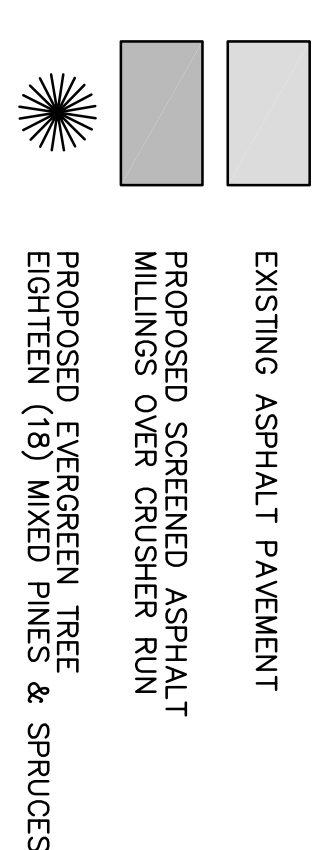 EXISTING ASPHALT PAVEMENT
PROPOSED SCREENED ASPHALT
MILLINGS OVER CRUSHER RUN
PROPOSED EVERGREEN TREE
EIGHTEEN (18) MIXED PINES & SPRUCES